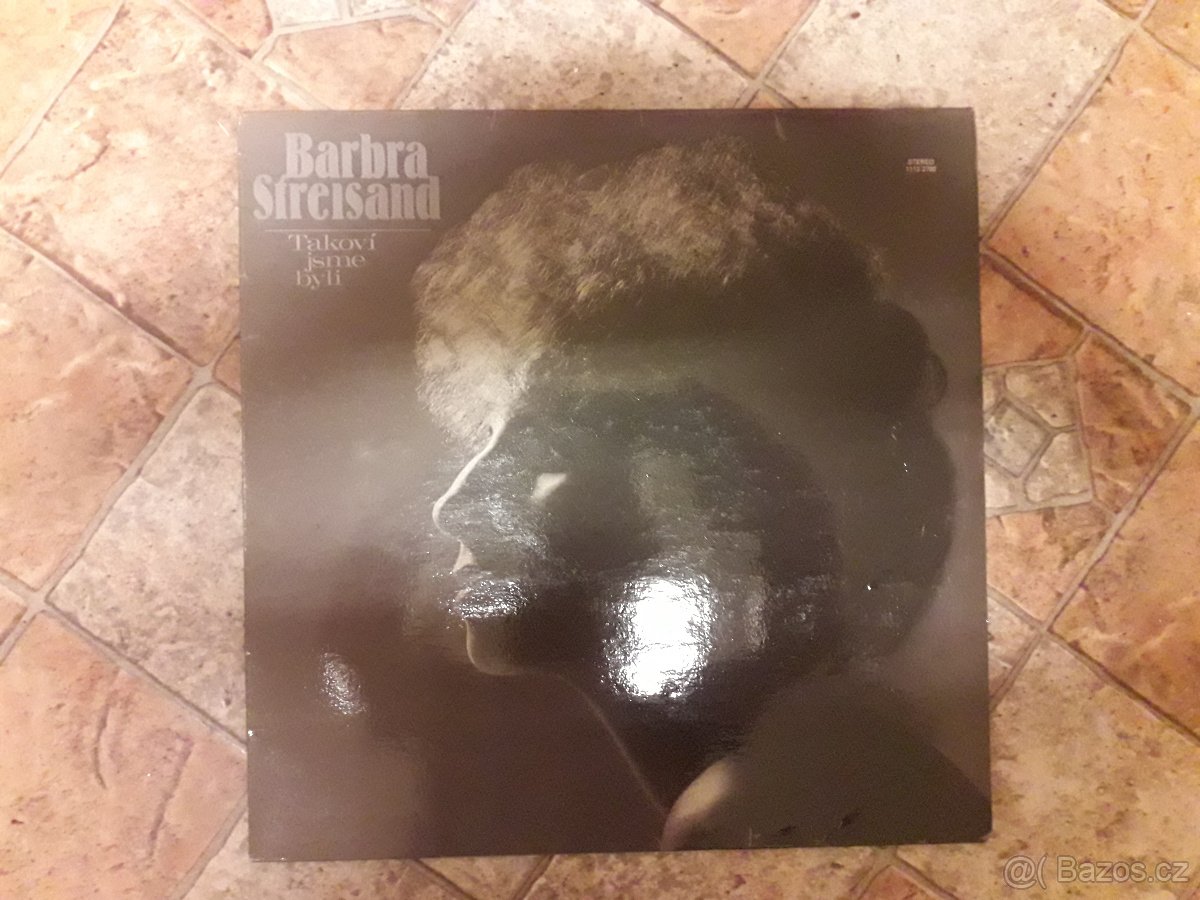 Barbra
Streisand
Takoví
jsme
byli
STEREO
@( Bazos.cz